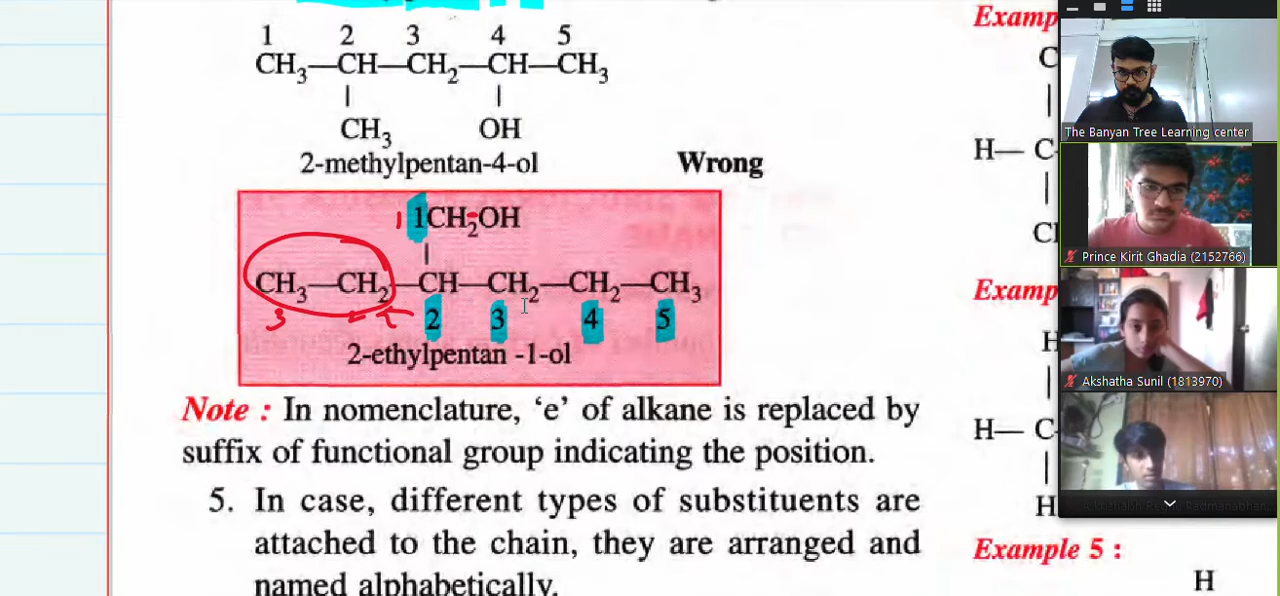 1 2 3 4 5
CH₃—CH—CH₂—CH—CH₃
| |
CH₃ OH
2-methylpentan-4-ol Wrong
1 1CH₂OH
|
CH₃—CH₂—CH—CH₂—CH₂—CH₃
3 2 3 4 5
2-ethylpentan -1-ol
Note : In nomenclature, ‘e’ of alkane is replaced by
suffix of functional group indicating the position.
5. In case, different types of substituents are
attached to the chain, they are arranged and
named alphabetically.
Examp
C
|
H— C
|
Cl
Examp
H
|
H— C
|
H
Example 5 :
H
The Banyan Tree Learning center
Prince Kirit Ghadia (2152766)
Akshatha Sunil (1813970)